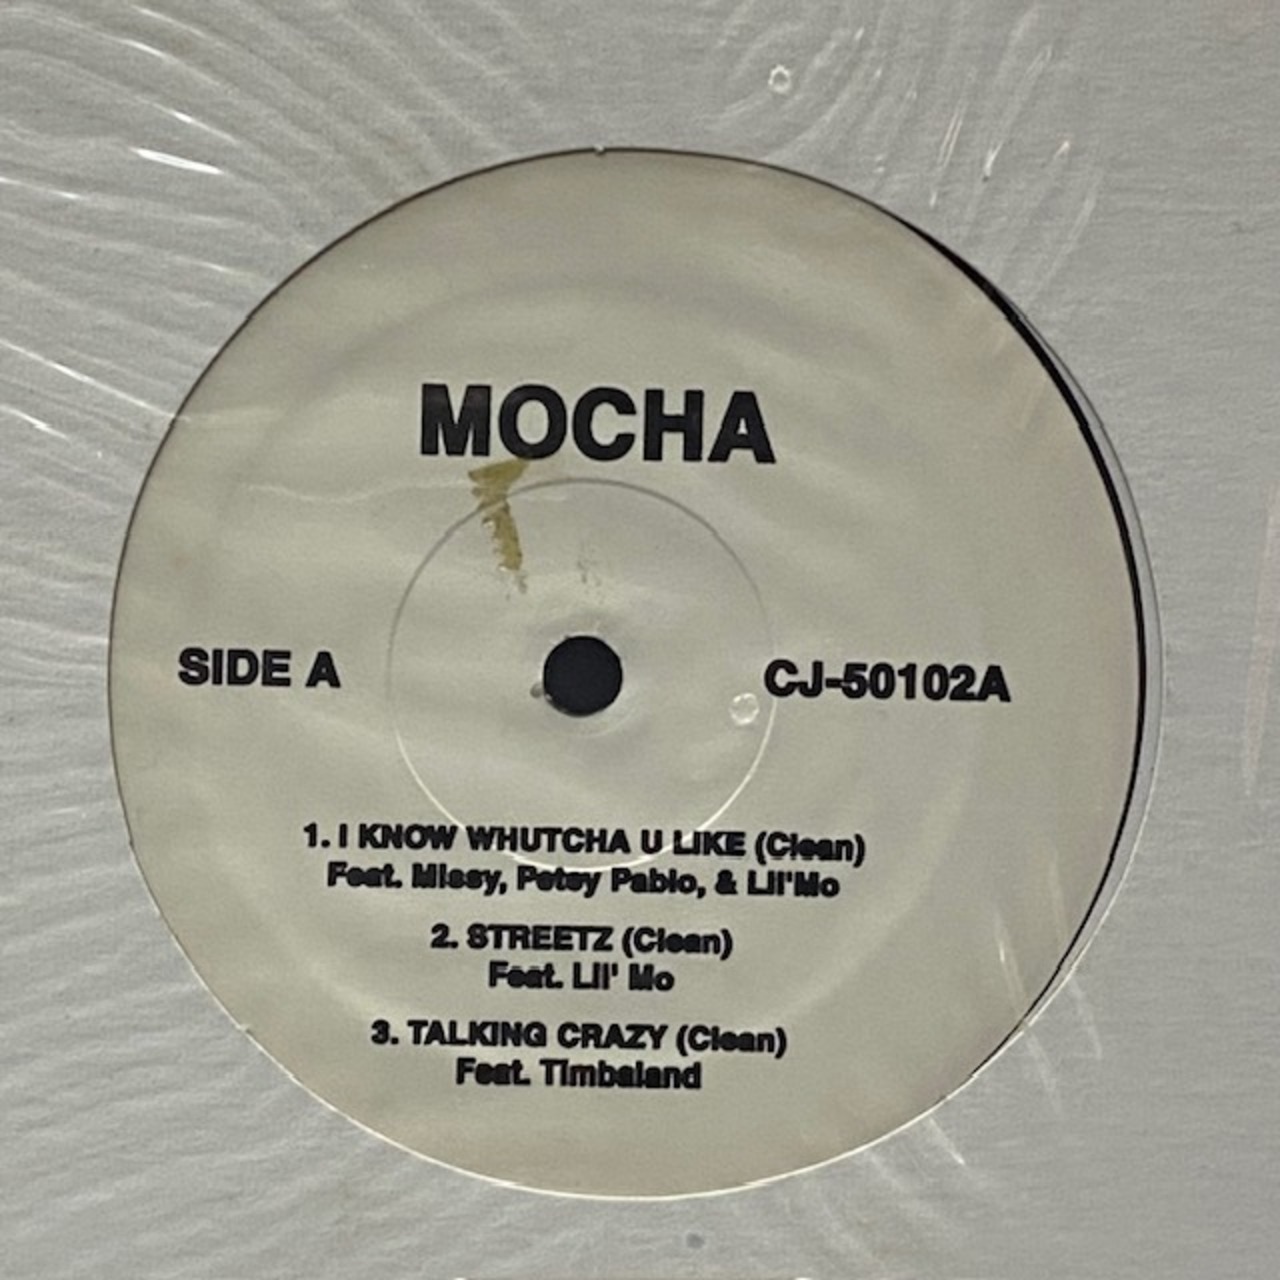 MOCHA
SIDE A
CJ-50102A
1. I KNOW WHUTCHA U LIKE (Clean)
Feat. Missy, Petey Pablo, & Lil'Mo
2. STREETZ (Clean)
Feat. Lil' Mo
3. TALKING CRAZY (Clean)
Feat. Timbaland